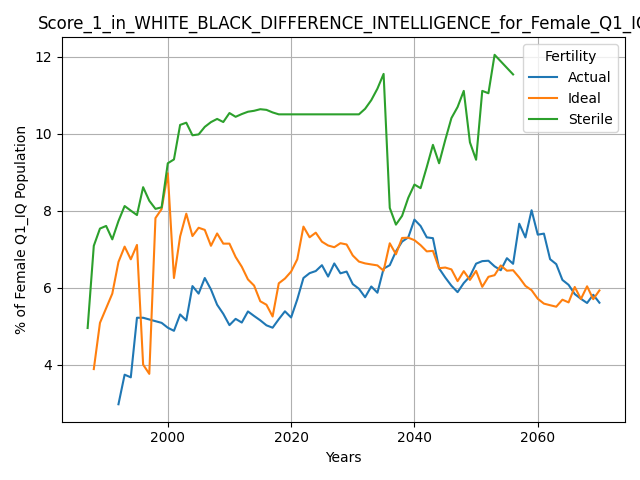 Score_1_in_WHITE_BLACK_DIFFERENCE_INTELLIGENCE_for_Female_Q1_IQ
Fertility
Actual
Ideal
Sterile
% of Female Q1_IQ Population
12
10
8
6
4
2000
2020
2040
2060
Years